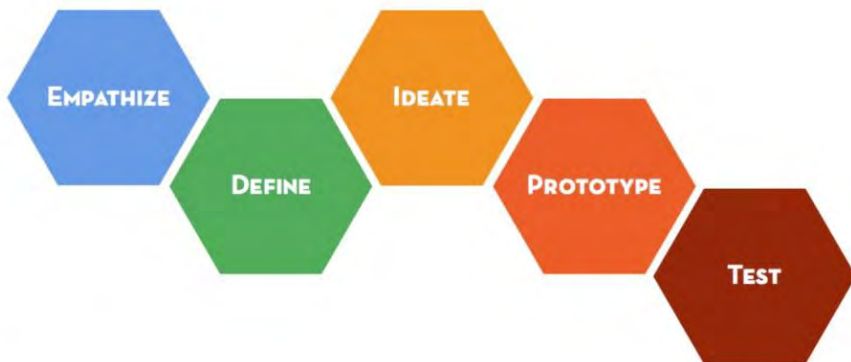 EMPATHIZE
DEFINE
IDEATE
PROTOTYPE
TEST